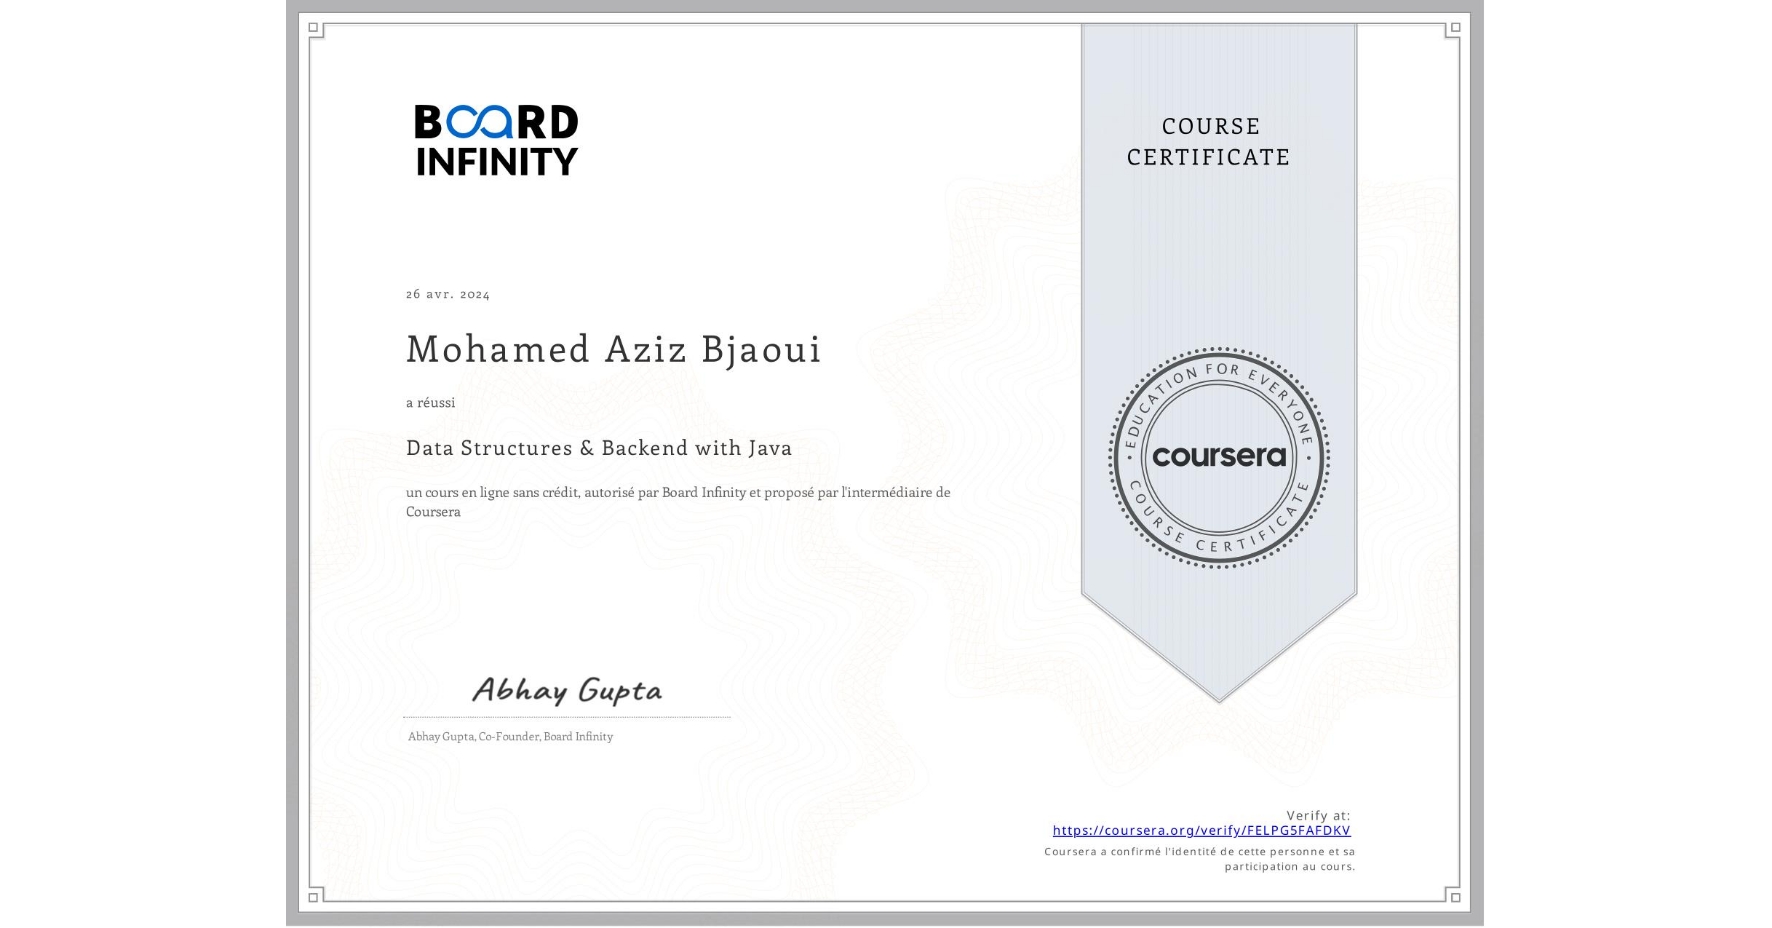 BOARD
INFINITY
COURSE
CERTIFICATE
26 avr. 2024
Mohamed Aziz Bjaoui
a réussi
Data Structures & Backend with Java
un cours en ligne sans crédit, autorisé par Board Infinity et proposé par l'intermédiaire de
Coursera
EDUCATION FOR EVERYONE
coursera
COURSE CERTIFICATE
Abhay Gupta
Abhay Gupta, Co-Founder, Board Infinity
Verify at:
https://coursera.org/verify/FELPG5FAFDKV
Coursera a confirmé l'identité de cette personne et sa
participation au cours.